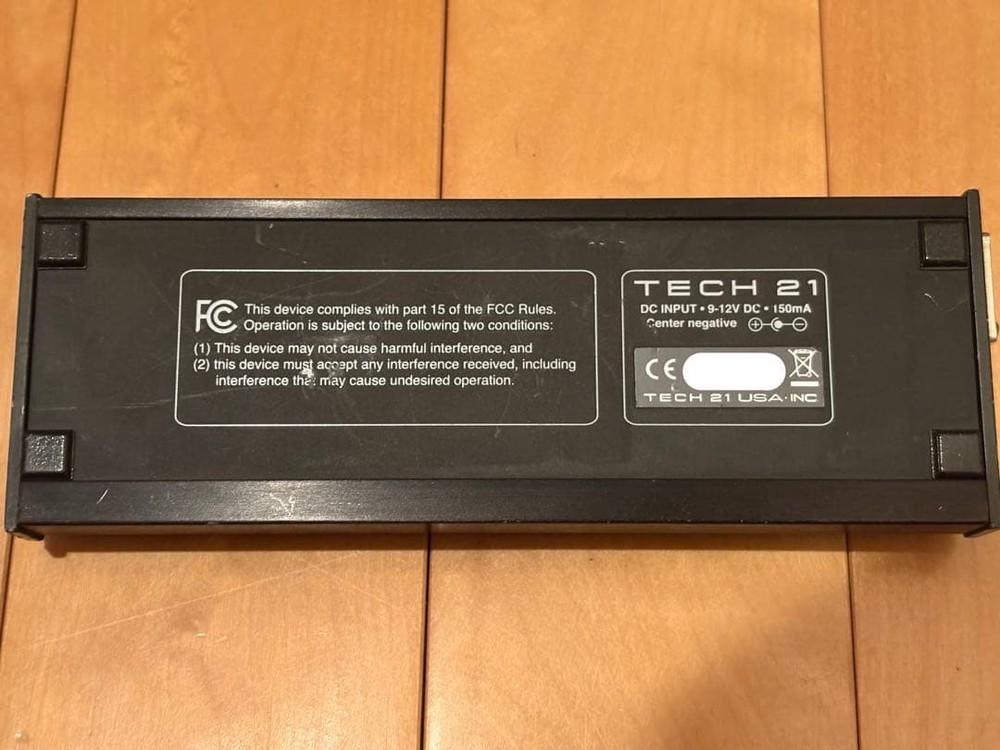 FC This device complies with part 15 of the FCC Rules.
Operation is subject to the following two conditions:
(1) This device may not cause harmful interference, and
(2) this device must accept any interference received, including
interference that may cause undesired operation.
TECH 21
DC INPUT • 9-12V DC • 150mA
Center negative
CE
TECH 21 USA·INC